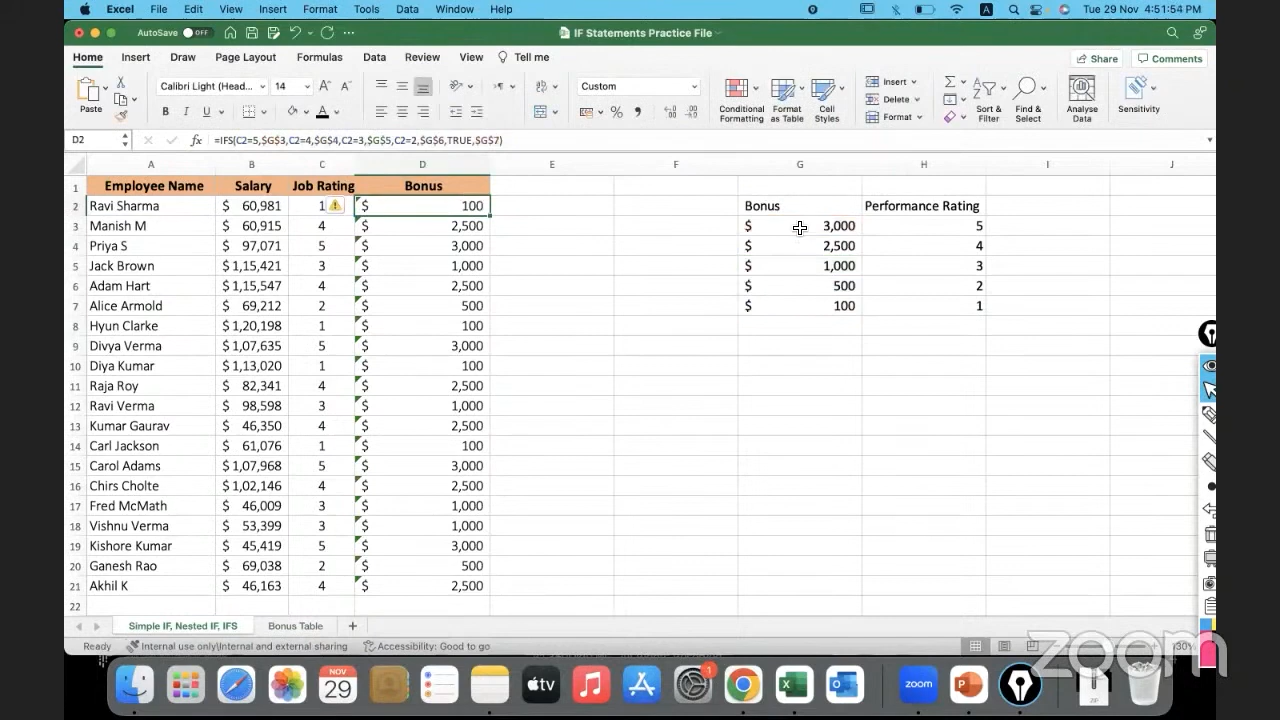 Excel File Edit View Insert Format Tools Data Window Help A Tue 29 Nov 4:51:54 PM
AutoSave OFF IF Statements Practice File
Home Insert Draw Page Layout Formulas Data Review View Tell me Share Comments
Paste Calibri Light (Head... 14 A A Custom Conditional Formatting Format as Table Cell Styles Insert Delete Format Sort & Filter Find & Select Analyse Data Sensitivity
B I U A % ,
D2 fx =IFS(C2=5,$G$3,C2=4,$G$4,C2=3,$G$5,C2=2,$G$6,TRUE,$G$7)
A B C D E F G H I J
1 Employee Name Salary Job Rating Bonus
2 Ravi Sharma $ 60,981 1 $ 100 Bonus Performance Rating
3 Manish M $ 60,915 4 $ 2,500 $ 3,000 5
4 Priya S $ 97,071 5 $ 3,000 $ 2,500 4
5 Jack Brown $ 1,15,421 3 $ 1,000 $ 1,000 3
6 Adam Hart $ 1,15,547 4 $ 2,500 $ 500 2
7 Alice Armold $ 69,212 2 $ 500 $ 100 1
8 Hyun Clarke $ 1,20,198 1 $ 100
9 Divya Verma $ 1,07,635 5 $ 3,000
10 Diya Kumar $ 1,13,020 1 $ 100
11 Raja Roy $ 82,341 4 $ 2,500
12 Ravi Verma $ 98,598 3 $ 1,000
13 Kumar Gaurav $ 46,350 4 $ 2,500
14 Carl Jackson $ 61,076 1 $ 100
15 Carol Adams $ 1,07,968 5 $ 3,000
16 Chirs Cholte $ 1,02,146 4 $ 2,500
17 Fred McMath $ 46,009 3 $ 1,000
18 Vishnu Verma $ 53,399 3 $ 1,000
19 Kishore Kumar $ 45,419 5 $ 3,000
20 Ganesh Rao $ 69,038 2 $ 500
21 Akhil K $ 46,163 4 $ 2,500
22
Simple IF, Nested IF, IFS Bonus Table +
Ready Internal use only\Internal and external sharing Accessibility: Good to go
zoom
NOV 29 tv 1 zoom P